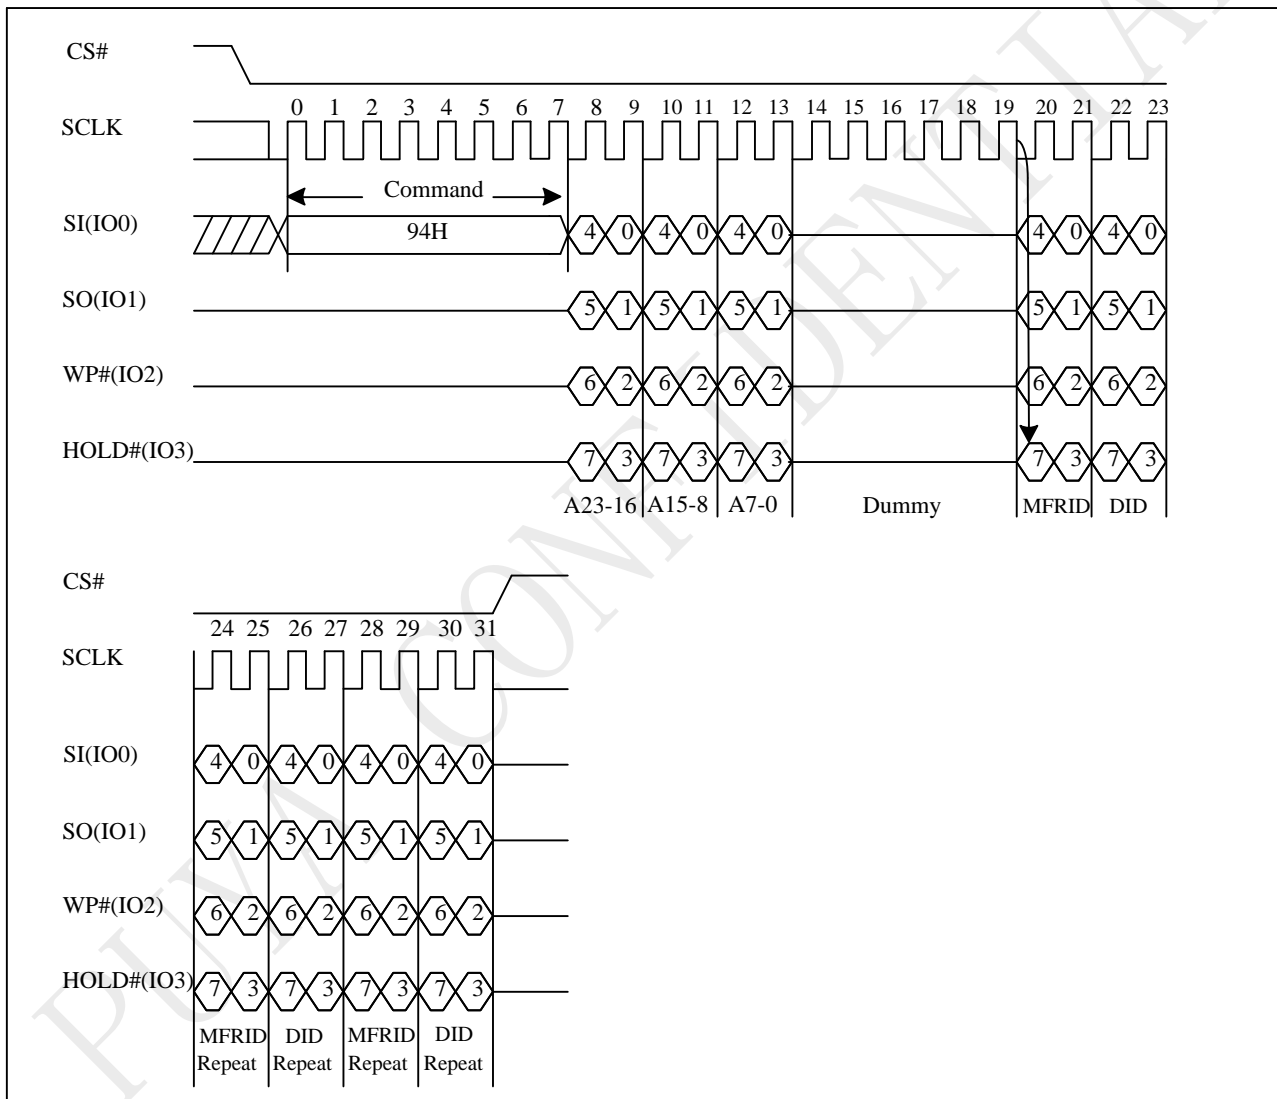 CS#
0 1 2 3 4 5 6 7 8 9 10 11 12 13 14 15 16 17 18 19 20 21 22 23
SCLK
Command
SI(IO0) 94H 4 0 4 0 4 0 4 0 4 0
SO(IO1) 5 1 5 1 5 1 5 1 5 1
WP#(IO2) 6 2 6 2 6 2 6 2 6 2
HOLD#(IO3) 7 3 7 3 7 3 7 3 7 3
A23-16 A15-8 A7-0 Dummy MFRID DID
CS#
24 25 26 27 28 29 30 31
SCLK
SI(IO0) 4 0 4 0 4 0 4 0
SO(IO1) 5 1 5 1 5 1 5 1
WP#(IO2) 6 2 6 2 6 2 6 2
HOLD#(IO3) 7 3 7 3 7 3 7 3
MFRID DID MFRID DID
Repeat Repeat Repeat Repeat
PUYA CONFIDENTIAL